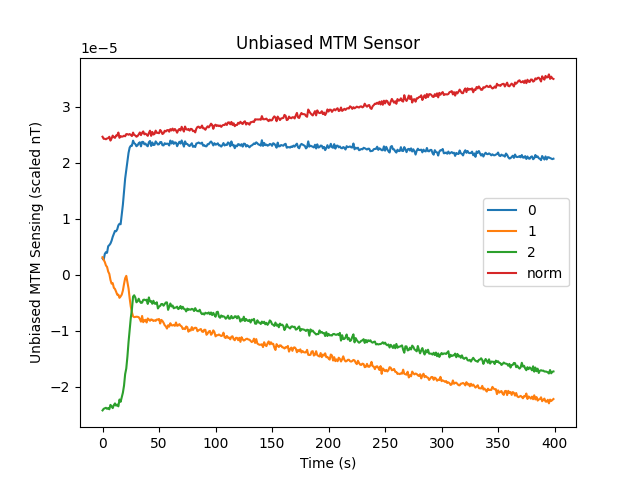 Unbiased MTM Sensor
1e−5
Unbiased MTM Sensing (scaled nT)
3
2
1
0
−1
−2
0
1
2
norm
0 50 100 150 200 250 300 350 400
Time (s)